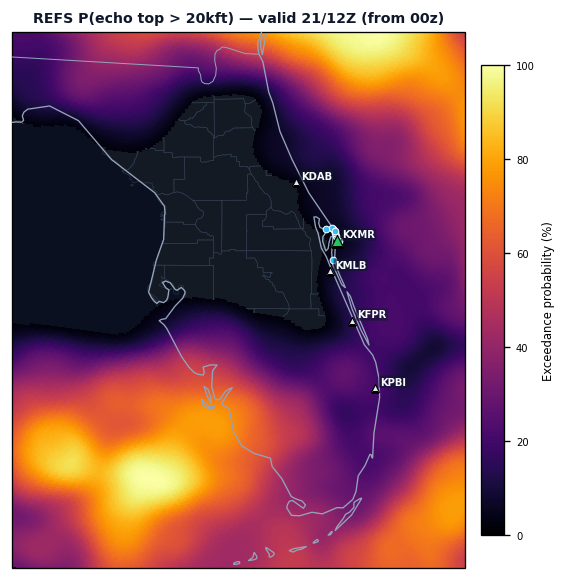 REFS P(echo top > 20kft) — valid 21/12Z (from 00z)
KDAB
KXMR
KMLB
KFPR
KPBI
100
80
60
40
20
0
Exceedance probability (%)